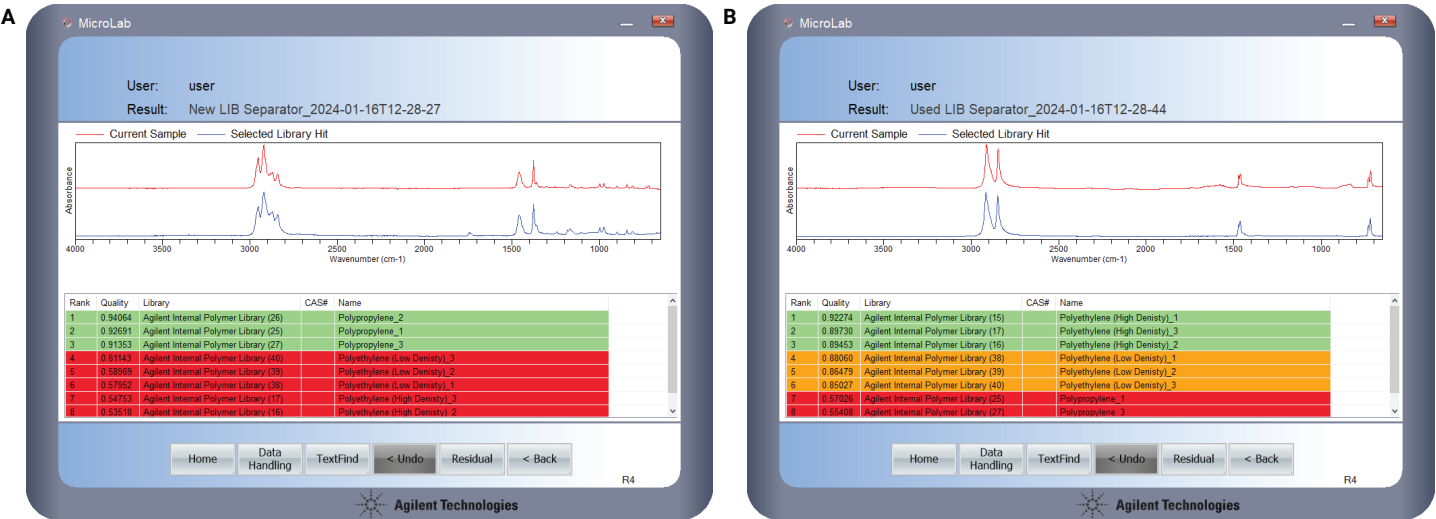 A
MicroLab
User: user
Result: New LIB Separator_2024-01-16T12-28-27
Current Sample Selected Library Hit
Absorbance
4000 3500 3000 2500 2000 1500 1000
Wavenumber (cm-1)
Rank Quality Library CAS# Name
1 0.94064 Agilent Internal Polymer Library (26) Polypropylene_2
2 0.92691 Agilent Internal Polymer Library (25) Polypropylene_1
3 0.91353 Agilent Internal Polymer Library (27) Polypropylene_3
4 0.61143 Agilent Internal Polymer Library (40) Polyethylene (Low Denisty)_3
5 0.58969 Agilent Internal Polymer Library (39) Polyethylene (Low Denisty)_2
6 0.57952 Agilent Internal Polymer Library (38) Polyethylene (Low Denisty)_1
7 0.54753 Agilent Internal Polymer Library (17) Polyethylene (High Denisty)_3
8 0.53518 Agilent Internal Polymer Library (16) Polyethylene (High Denisty)_2
Home Data Handling TextFind < Undo Residual < Back
R4
Agilent Technologies
B
MicroLab
User: user
Result: Used LIB Separator_2024-01-16T12-28-44
Current Sample Selected Library Hit
Absorbance
4000 3500 3000 2500 2000 1500 1000
Wavenumber (cm-1)
Rank Quality Library CAS# Name
1 0.92274 Agilent Internal Polymer Library (15) Polyethylene (High Denisty)_1
2 0.89730 Agilent Internal Polymer Library (17) Polyethylene (High Denisty)_3
3 0.89453 Agilent Internal Polymer Library (16) Polyethylene (High Denisty)_2
4 0.88060 Agilent Internal Polymer Library (38) Polyethylene (Low Denisty)_1
5 0.86479 Agilent Internal Polymer Library (39) Polyethylene (Low Denisty)_2
6 0.85027 Agilent Internal Polymer Library (40) Polyethylene (Low Denisty)_3
7 0.57026 Agilent Internal Polymer Library (25) Polypropylene_1
8 0.55408 Agilent Internal Polymer Library (27) Polypropylene_3
Home Data Handling TextFind < Undo Residual < Back
R4
Agilent Technologies